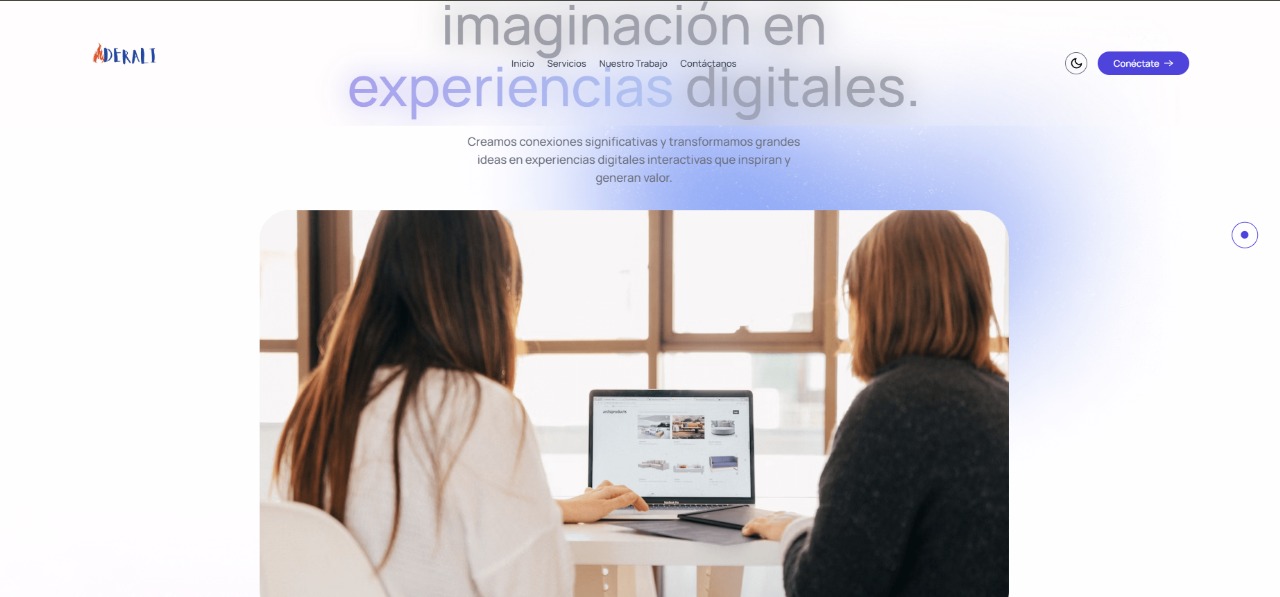 imaginación en
DERALI
Inicio Servicios Nuestro Trabajo Contáctanos
Conéctate
experiencias digitales.
Creamos conexiones significativas y transformamos grandes
ideas en experiencias digitales interactivas que inspiran y
generan valor.